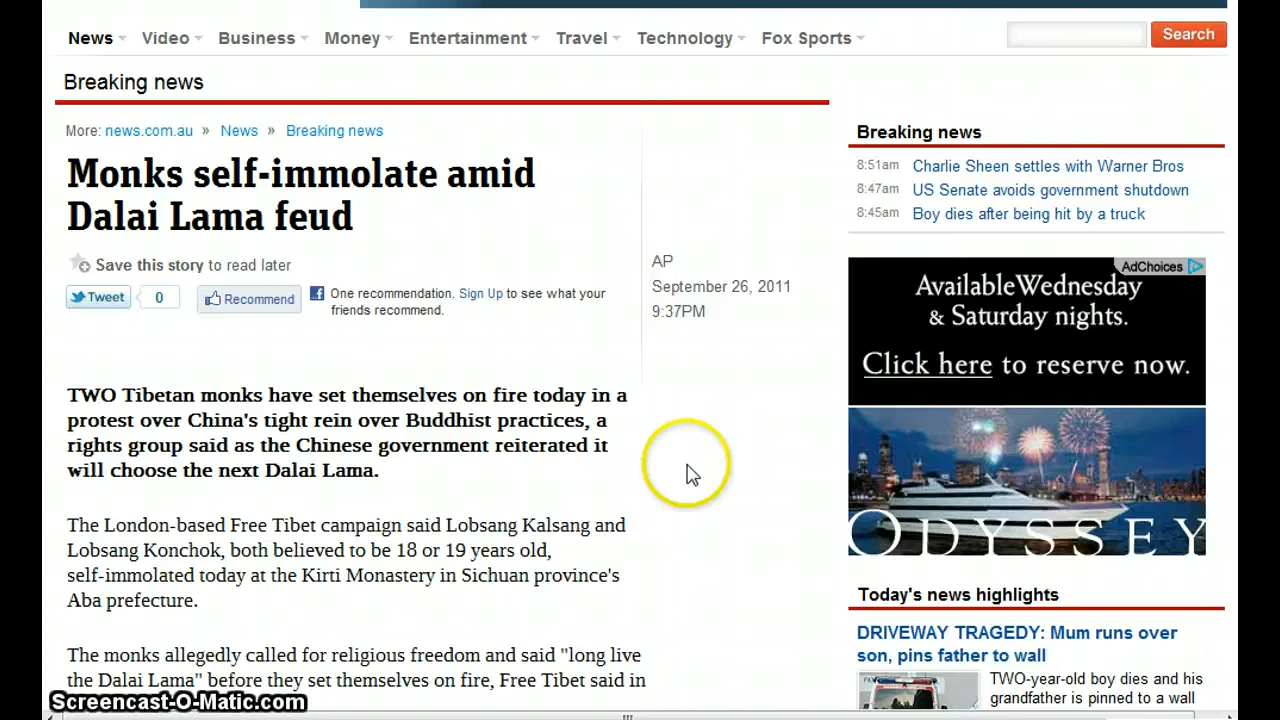 News Video Business Money Entertainment Travel Technology Fox Sports Search
Breaking news
More: news.com.au » News » Breaking news
Monks self-immolate amid
Dalai Lama feud
Save this story to read later
Tweet 0 Recommend One recommendation. Sign Up to see what your
friends recommend.
AP
September 26, 2011
9:37PM
TWO Tibetan monks have set themselves on fire today in a
protest over China's tight rein over Buddhist practices, a
rights group said as the Chinese government reiterated it
will choose the next Dalai Lama.
The London-based Free Tibet campaign said Lobsang Kalsang and
Lobsang Konchok, both believed to be 18 or 19 years old,
self-immolated today at the Kirti Monastery in Sichuan province's
Aba prefecture.
The monks allegedly called for religious freedom and said "long live
the Dalai Lama" before they set themselves on fire, Free Tibet said in
Breaking news
8:51am Charlie Sheen settles with Warner Bros
8:47am US Senate avoids government shutdown
8:45am Boy dies after being hit by a truck
AdChoices
Available Wednesday
& Saturday nights.
Click here to reserve now.
ODYSSEY
Today's news highlights
DRIVEWAY TRAGEDY: Mum runs over
son, pins father to wall
TWO-year-old boy dies and his
grandfather is pinned to a wall
Screencast-O-Matic.com